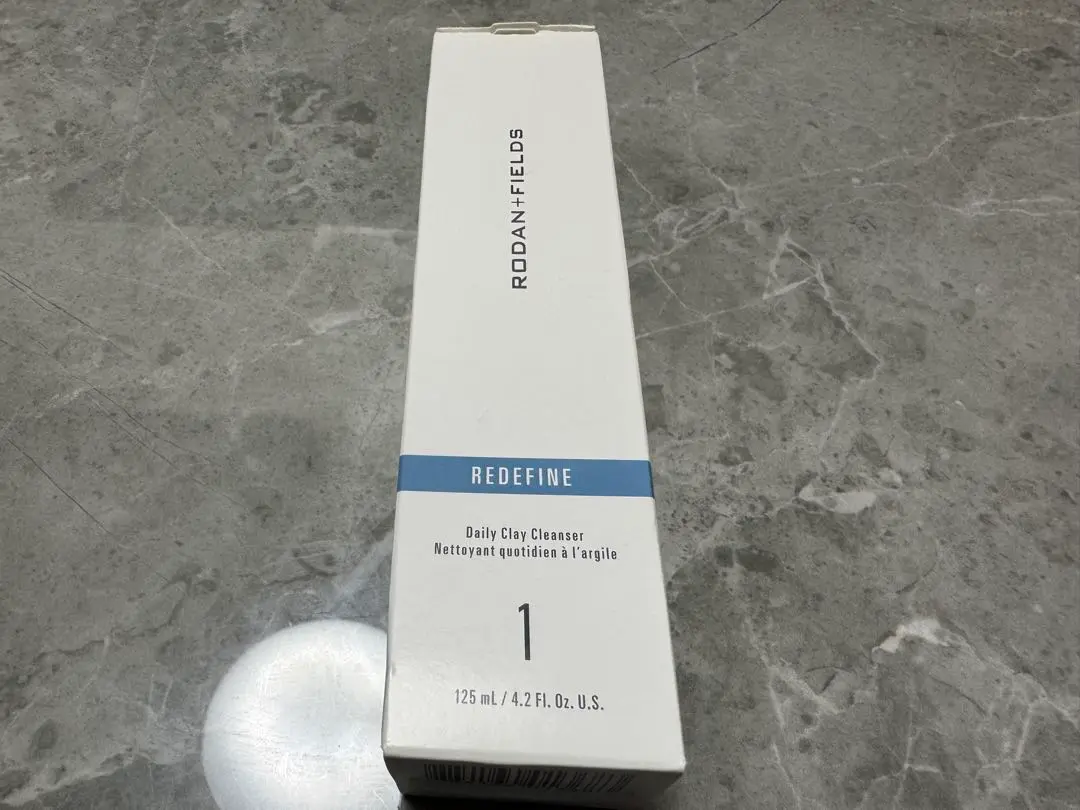 RODAN+FIELDS
REDEFINE
Daily Clay Cleanser
Nettoyant quotidien à l'argile
1
125 mL / 4.2 Fl. Oz. U.S.